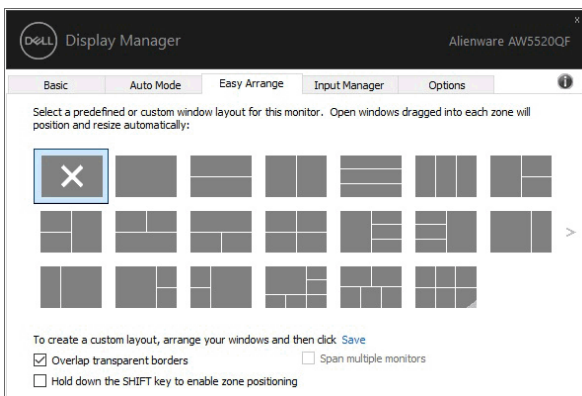 x
DELL Display Manager Alienware AW5520QF
Basic Auto Mode Easy Arrange Input Manager Options i
Select a predefined or custom window layout for this monitor. Open windows dragged into each zone will
position and resize automatically:
>
To create a custom layout, arrange your windows and then click Save
Overlap transparent borders Span multiple monitors
Hold down the SHIFT key to enable zone positioning